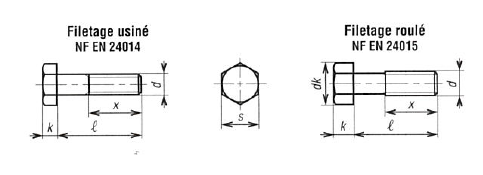 Filetage usiné
NF EN 24014
Filetage roulé
NF EN 24015
d
x
k
ℓ
s
dk
d
x
k
ℓ